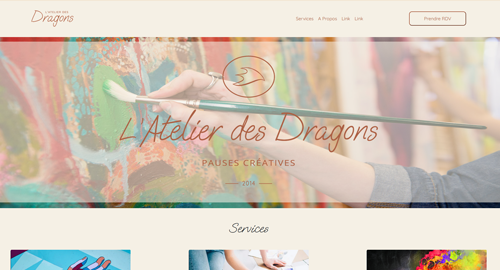 L'ATELIER DES
Dragons
Services A Propos Link Link
Prendre RDV
L'Atelier des Dragons
PAUSES CRÉATIVES
2014
Services